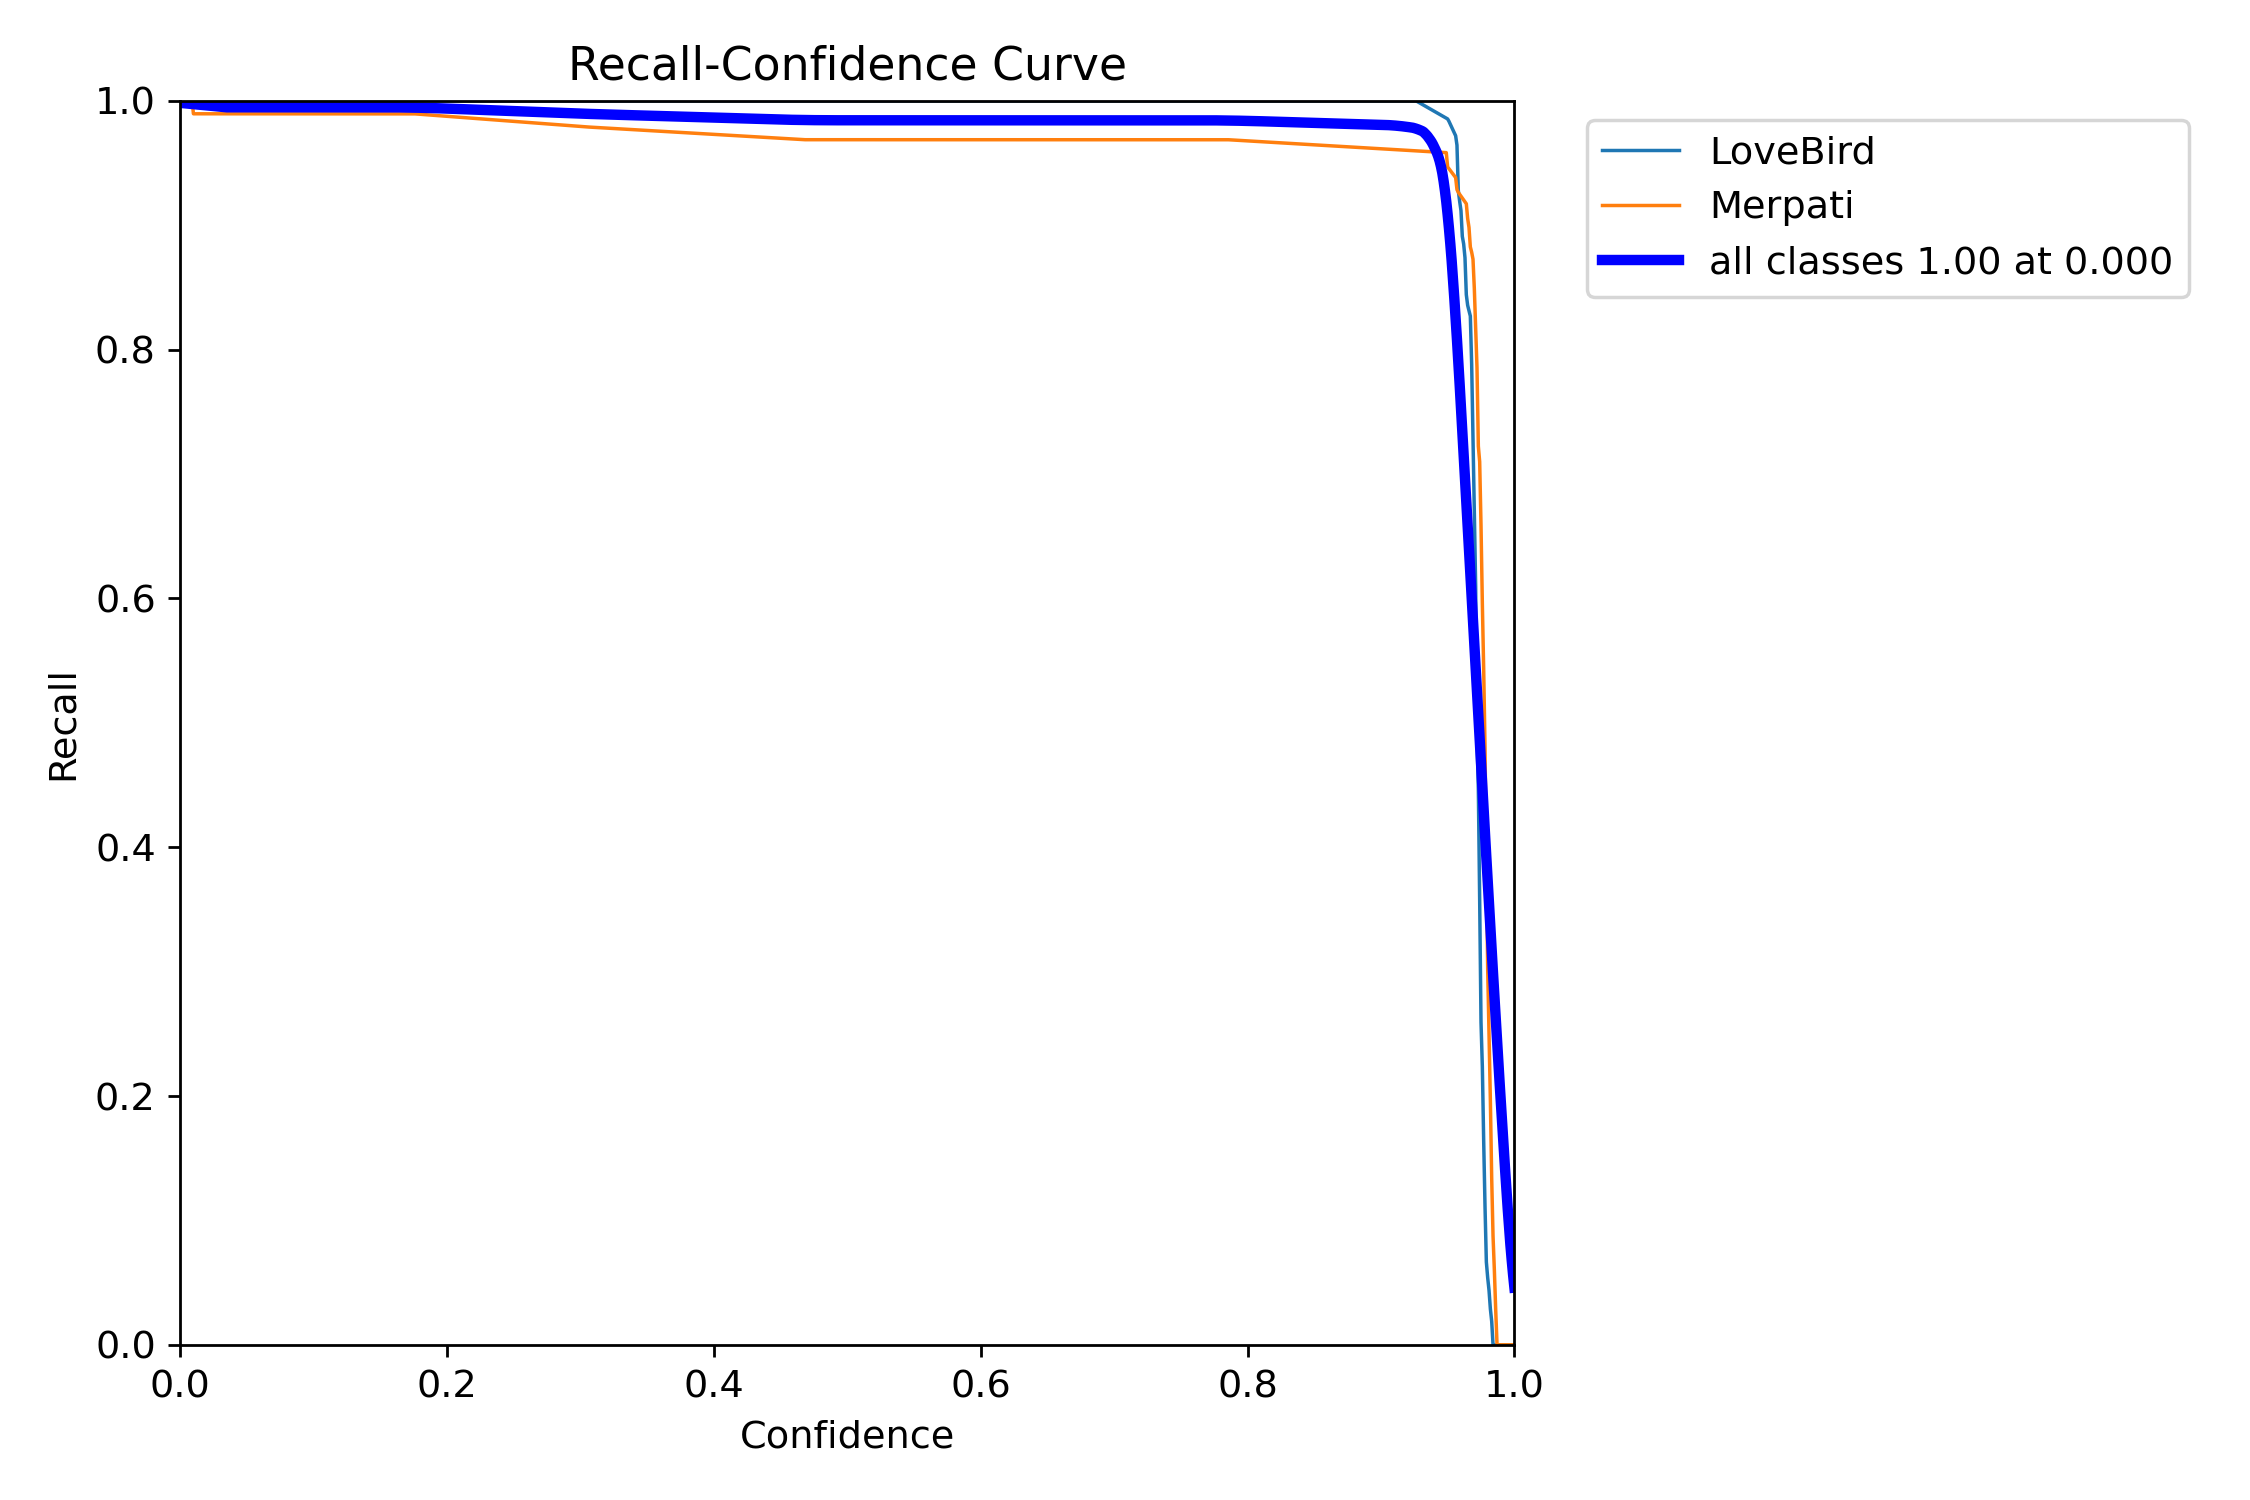 Recall-Confidence Curve
1.0
0.8
0.6
0.4
0.2
0.0
Recall
0.0 0.2 0.4 0.6 0.8 1.0
Confidence
LoveBird
Merpati
all classes 1.00 at 0.000